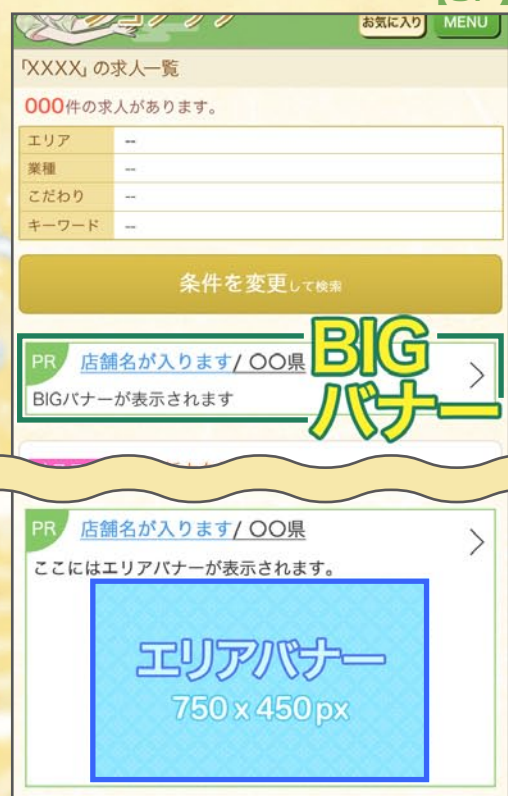 お気に入り MENU
「XXXX」の求人一覧
000件の求人があります。
エリア --
業種 --
こだわり --
キーワード --
条件を変更して検索
PR 店舗名が入ります/ 〇〇県
BIGバナーが表示されます
BIG
バナー
PR 店舗名が入ります/ 〇〇県
ここにはエリアバナーが表示されます。
エリアバナー
750 x 450px